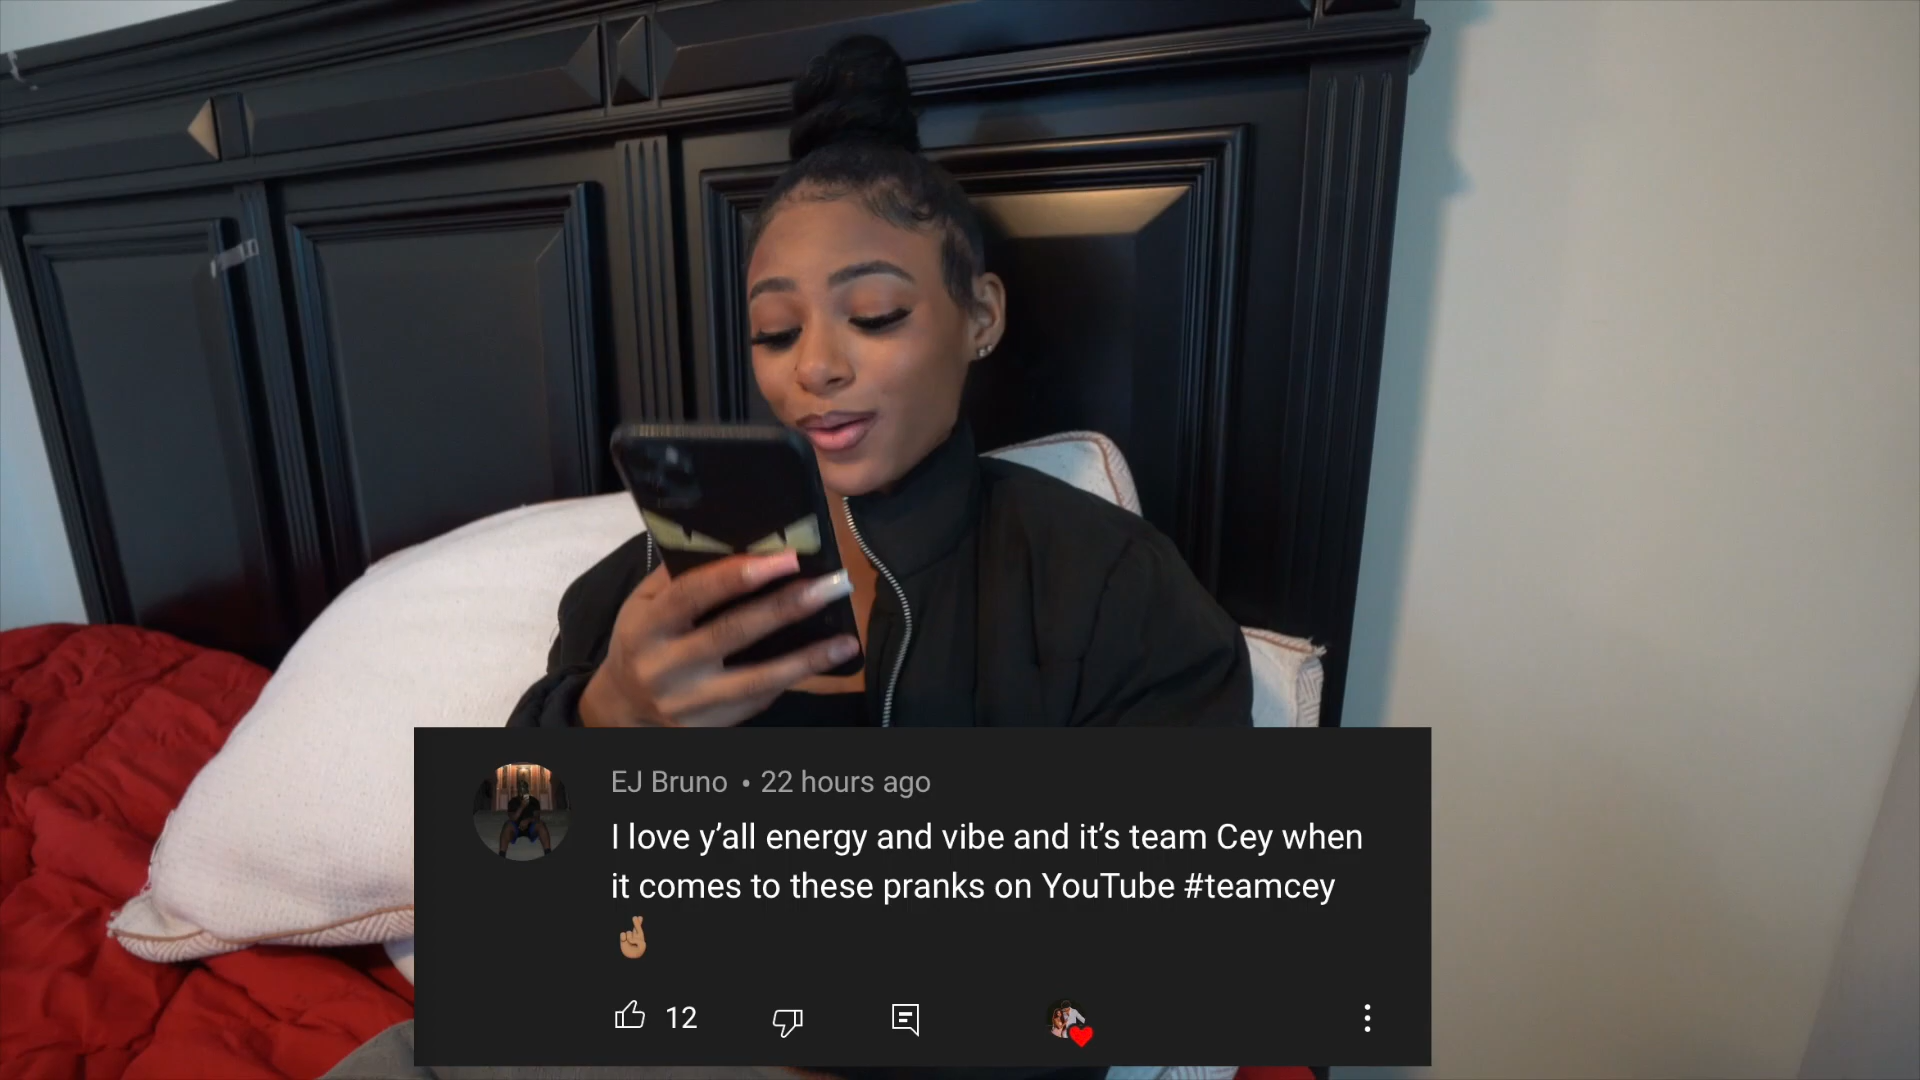 EJ Bruno • 22 hours ago
I love y’all energy and vibe and it’s team Cey when
it comes to these pranks on YouTube #teamcey
🤞🏽
12